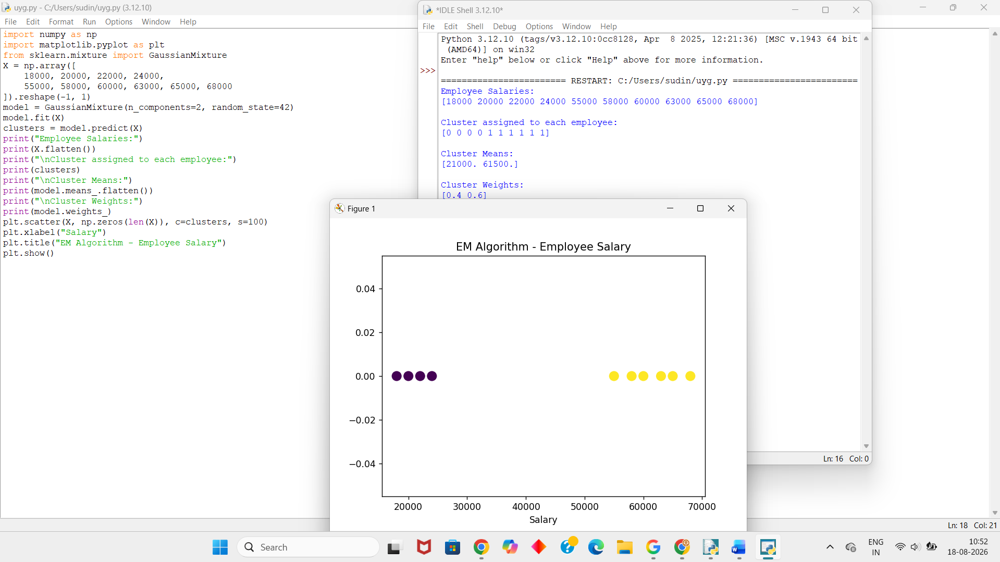 uyg.py - C:/Users/sudin/uyg.py (3.12.10)
File Edit Format Run Options Window Help
import numpy as np
import matplotlib.pyplot as plt
from sklearn.mixture import GaussianMixture
X = np.array([
    18000, 20000, 22000, 24000,
    55000, 58000, 60000, 63000, 65000, 68000
]).reshape(-1, 1)
model = GaussianMixture(n_components=2, random_state=42)
model.fit(X)
clusters = model.predict(X)
print("Employee Salaries:")
print(X.flatten())
print("\nCluster assigned to each employee:")
print(clusters)
print("\nCluster Means:")
print(model.means_.flatten())
print("\nCluster Weights:")
print(model.weights_)
plt.scatter(X, np.zeros(len(X)), c=clusters, s=100)
plt.xlabel("Salary")
plt.title("EM Algorithm - Employee Salary")
plt.show()
*IDLE Shell 3.12.10*
File Edit Shell Debug Options Window Help
Python 3.12.10 (tags/v3.12.10:0cc8128, Apr  8 2025, 12:21:36) [MSC v.1943 64 bit
 (AMD64)] on win32
Enter "help" below or click "Help" above for more information.
>>>
======================== RESTART: C:/Users/sudin/uyg.py ========================
Employee Salaries:
[18000 20000 22000 24000 55000 58000 60000 63000 65000 68000]
Cluster assigned to each employee:
[0 0 0 0 1 1 1 1 1 1]
Cluster Means:
[21000. 61500.]
Cluster Weights:
[0.4 0.6]
Ln: 16 Col: 0
Figure 1
EM Algorithm - Employee Salary
0.04
0.02
0.00
−0.02
−0.04
20000 30000 40000 50000 60000 70000
Salary
Ln: 18 Col: 21
Search
ENG
IN
10:52
18-08-2026